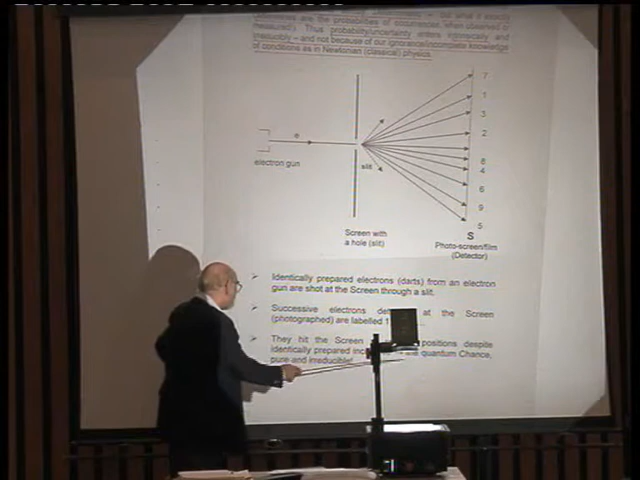 are the probabilities of occurrences, when observed or
measured). Thus probability/uncertainty enters intrinsically and
irreducibly – and not because of our ignorance/incomplete knowledge
of conditions as in Newtonian (classical) physics.
7
1
3
e
2
electron gun
slit
8
4
6
9
5
Screen with
a hole (slit)
S
Photo-screen/film
(Detector)
➢ Identically prepared electrons (darts) from an electron
gun are shot at the Screen through a slit.
➢ Successive electrons at the Screen
(photographed) are labelled 1
➢ They hit the Screen positions despite
identically prepared quantum Chance,
pure and irreducible!